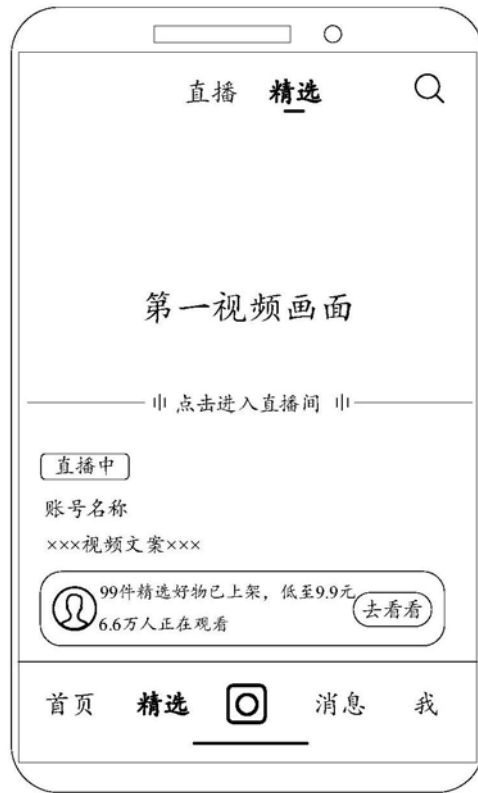 直播 精选
第一视频画面
点击进入直播间
直播中
账号名称
×××视频文案×××
99件精选好物已上架，低至9.9元
6.6万人正在观看
去看看
首页 精选 消息 我